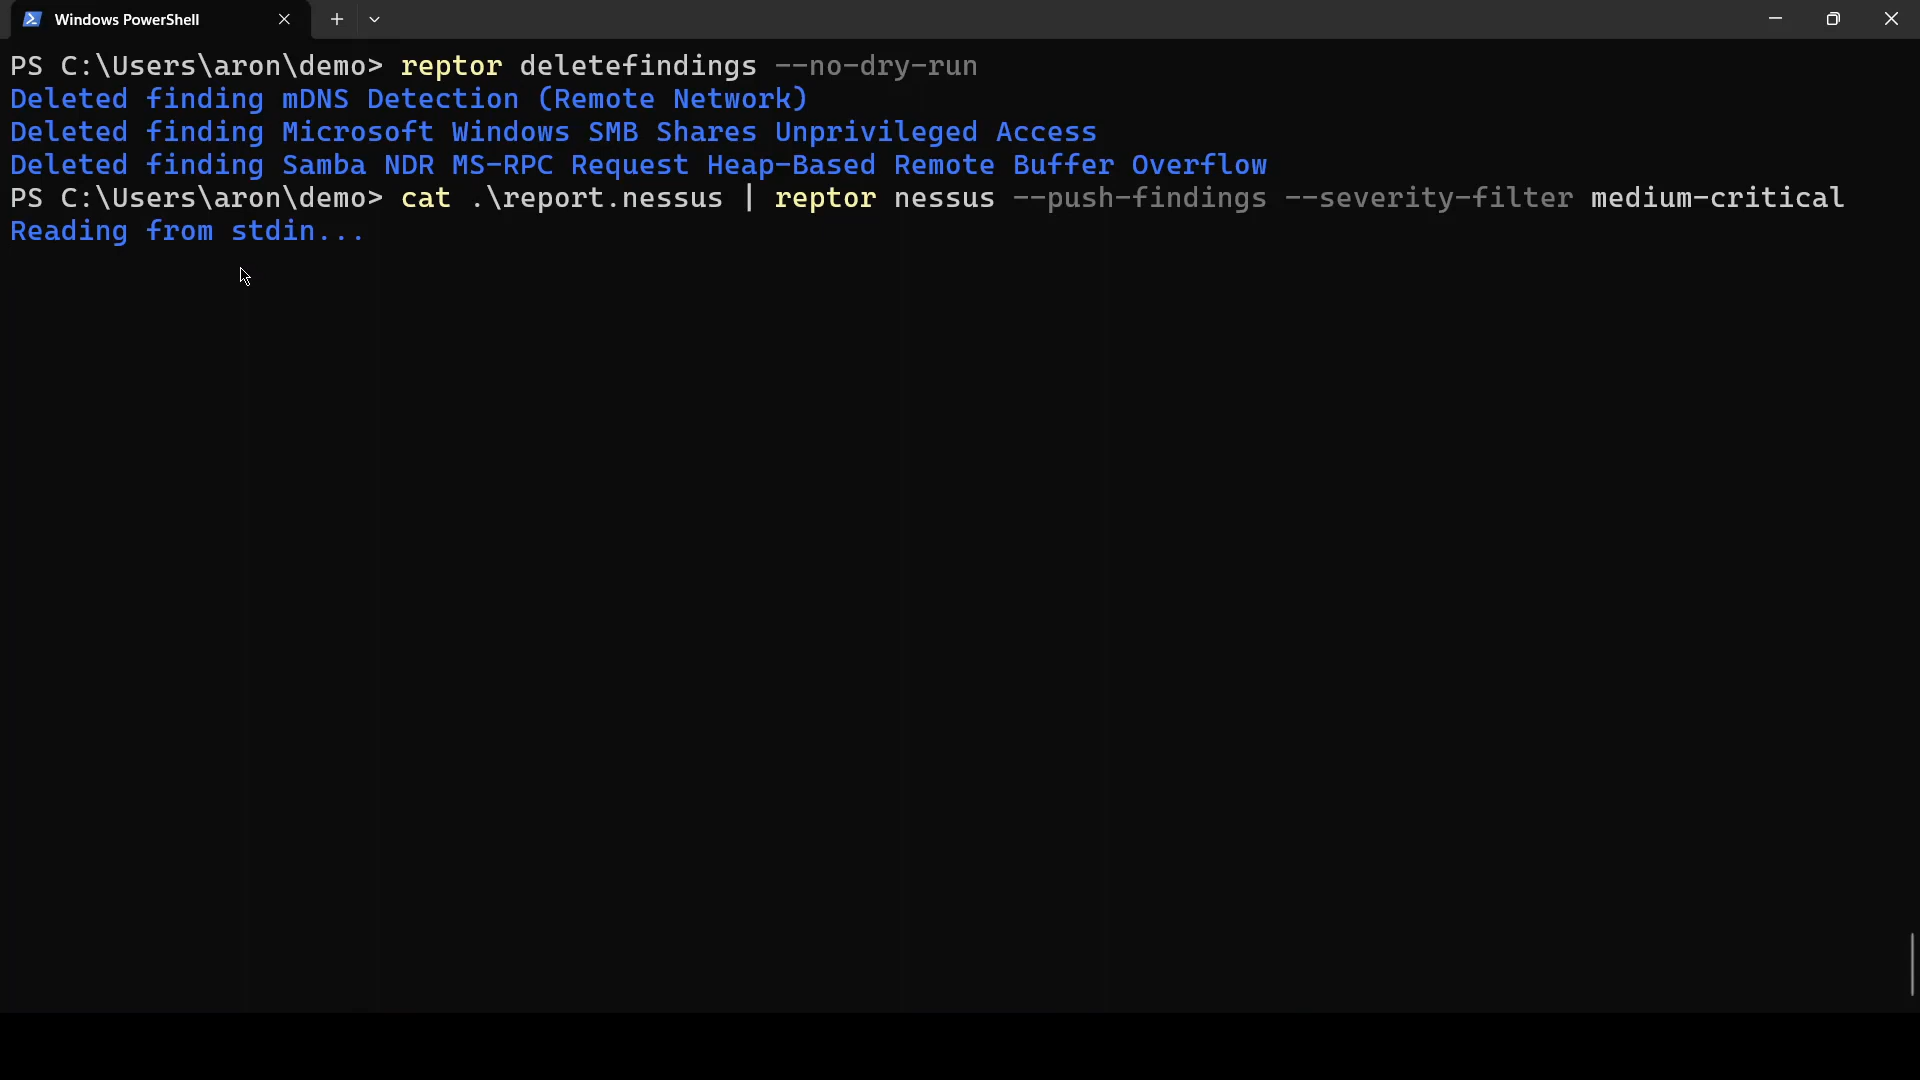 Windows PowerShell
PS C:\Users\aron\demo> reptor deletefindings --no-dry-run
Deleted finding mDNS Detection (Remote Network)
Deleted finding Microsoft Windows SMB Shares Unprivileged Access
Deleted finding Samba NDR MS-RPC Request Heap-Based Remote Buffer Overflow
PS C:\Users\aron\demo> cat .\report.nessus | reptor nessus --push-findings --severity-filter medium-critical
Reading from stdin...